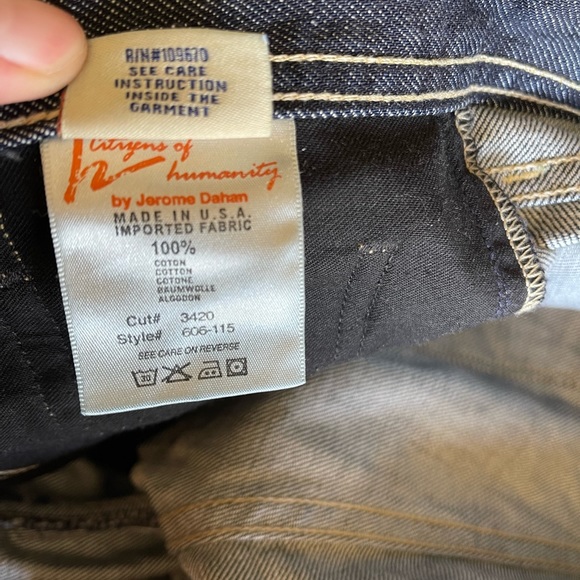 R/N#109670
SEE CARE
INSTRUCTION
INSIDE THE
GARMENT
Citizens of
humanity
by Jerome Dahan
MADE IN U.S.A.
IMPORTED FABRIC
100%
COTON
COTTON
COTONE
BAUMWOLLE
ALGODON
Cut# 3420
Style# 606-115
SEE CARE ON REVERSE
30